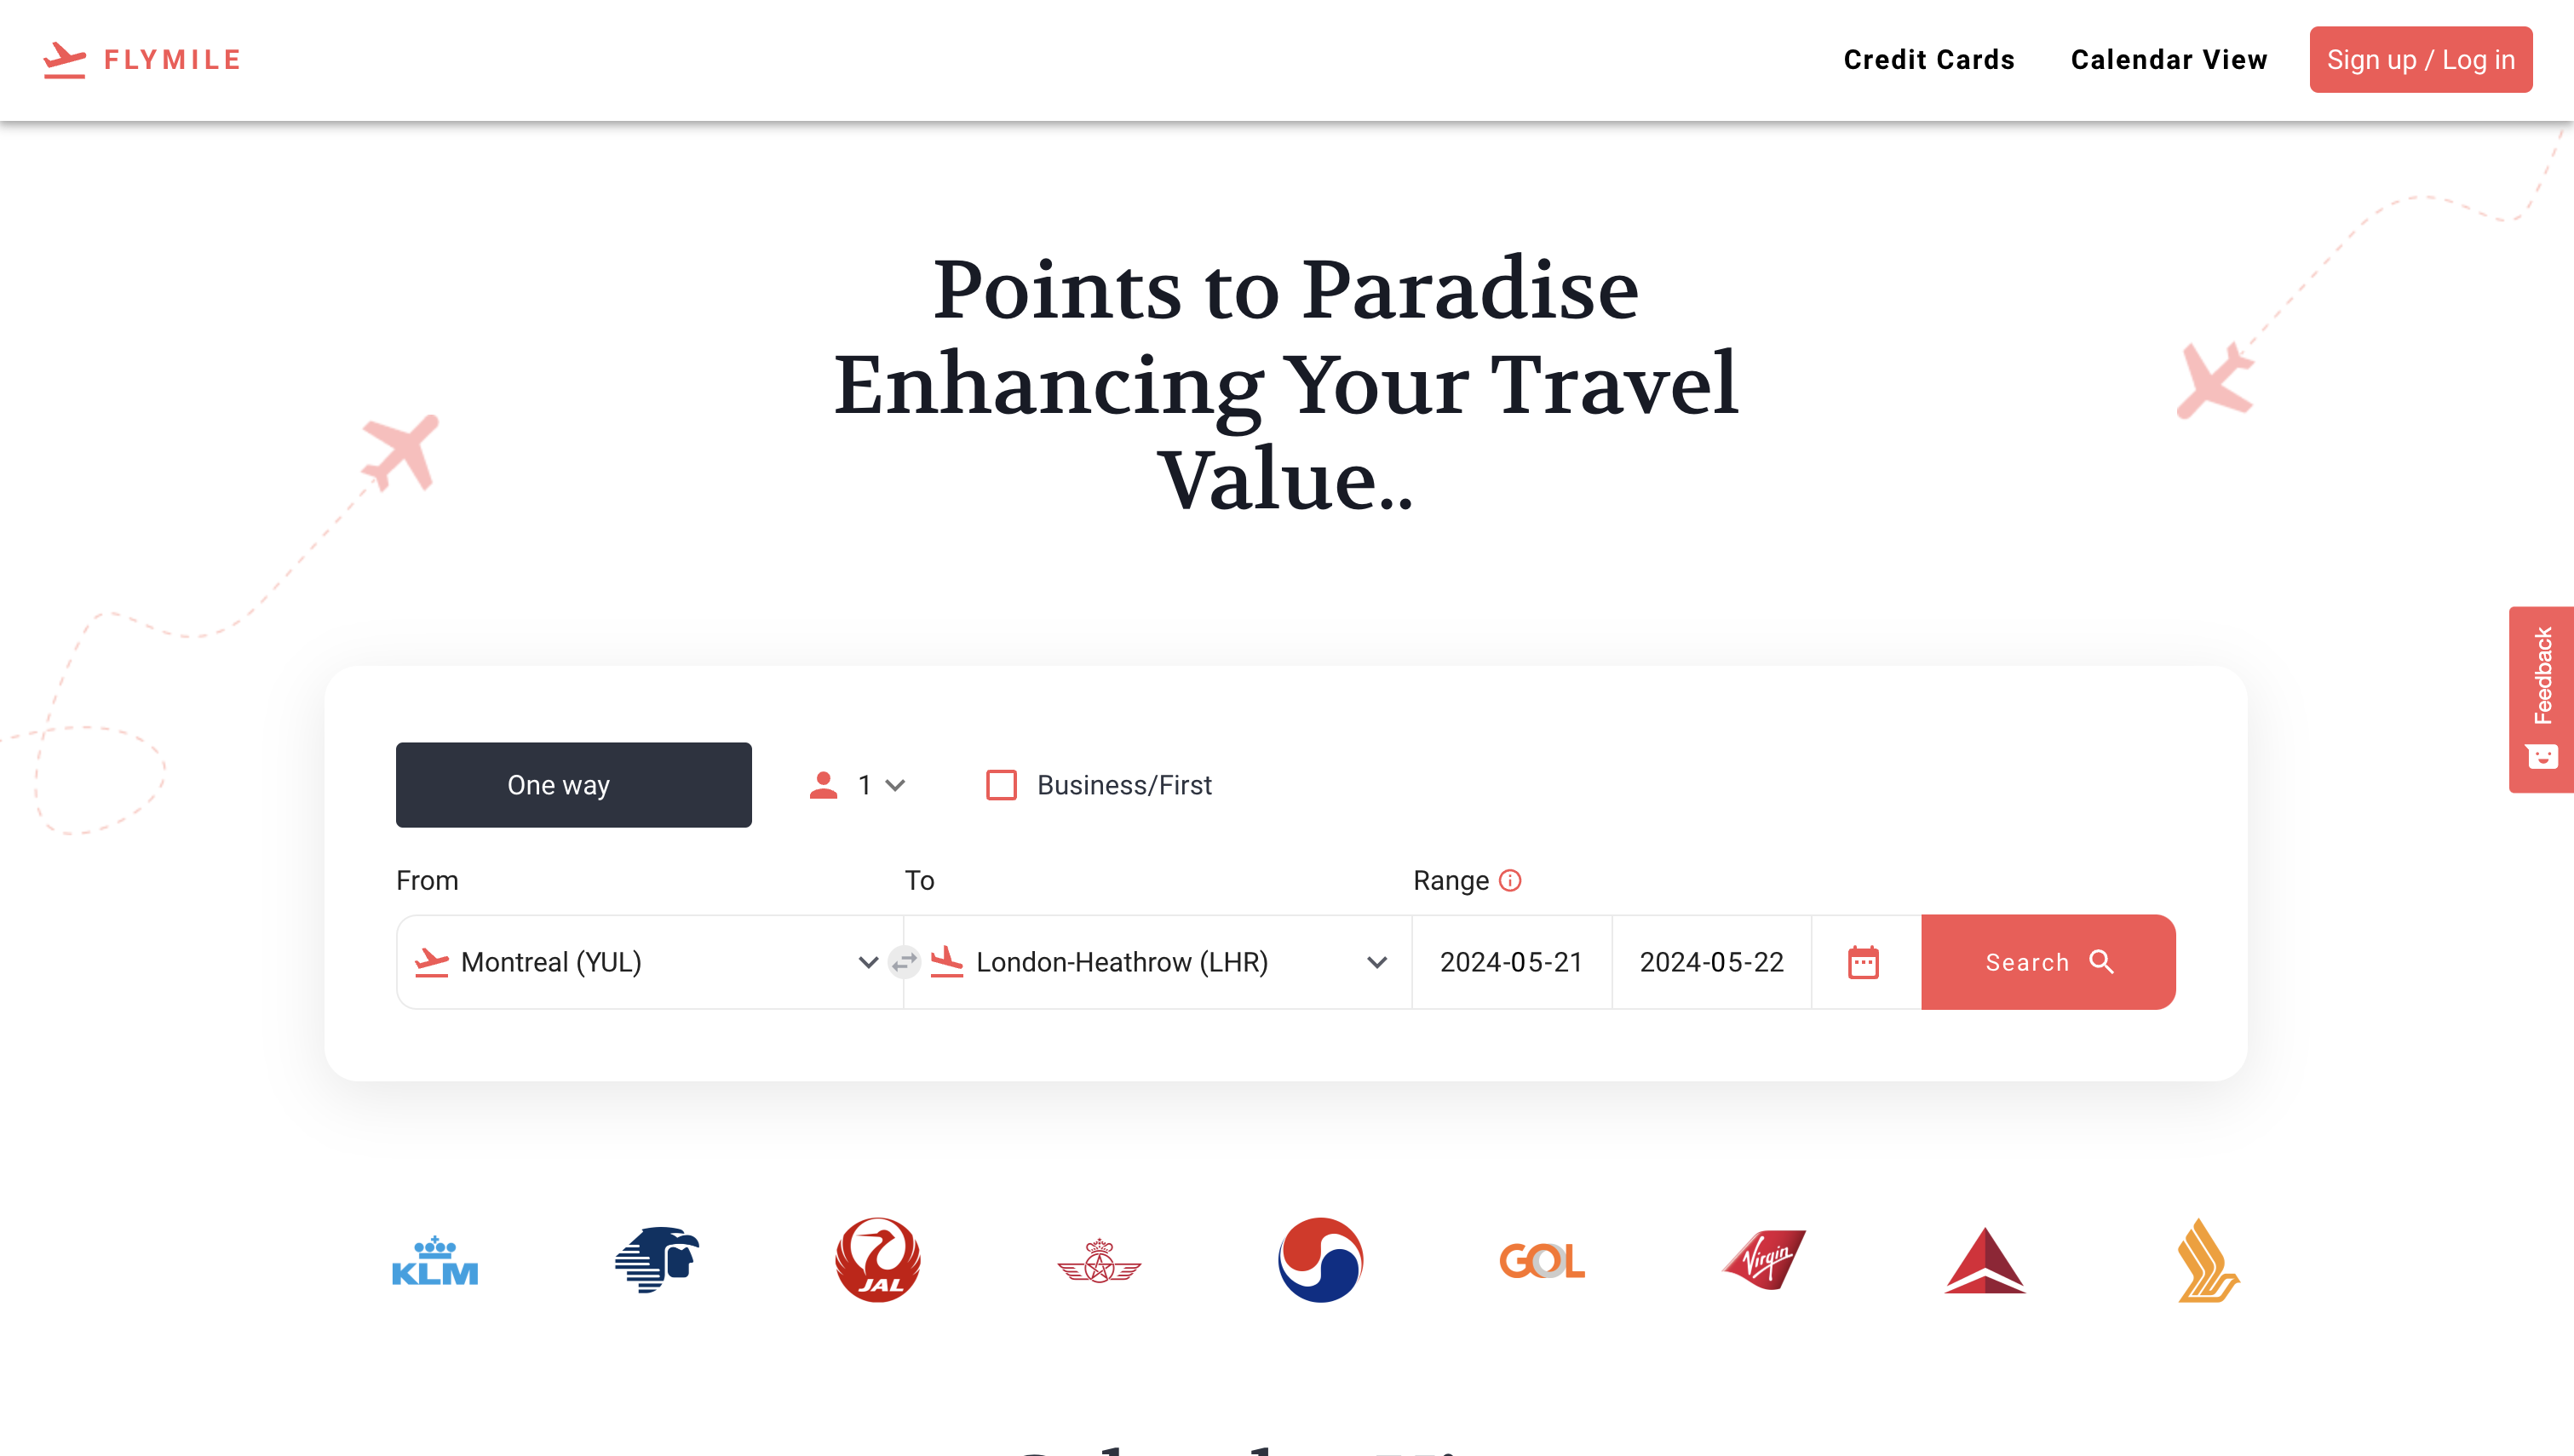 FLYMILE
Credit Cards
Calendar View
Sign up / Log in
Points to Paradise
Enhancing Your Travel
Value..
Feedback
One way
1
Business/First
From
To
Range
Montreal (YUL)
London-Heathrow (LHR)
2024-05-21
2024-05-22
Search
KLM
JAL
GOL
Virgin